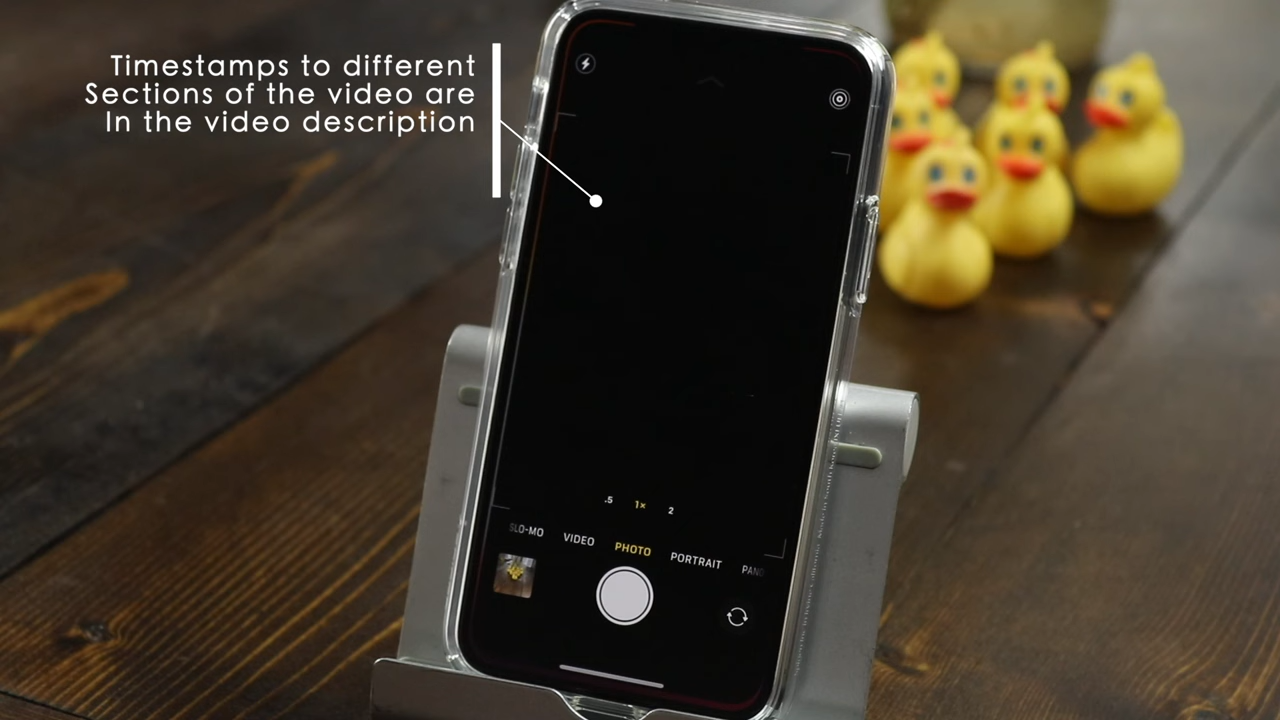 Timestamps to different
Sections of the video are
In the video description
.5 1× 2
SLO-MO VIDEO PHOTO PORTRAIT PANO